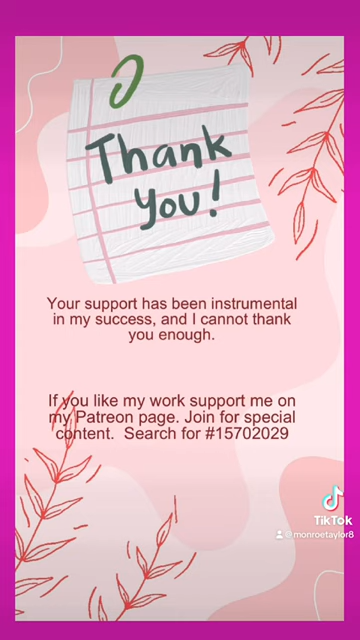 Thank
you!
Your support has been instrumental
in my success, and I cannot thank
you enough.
If you like my work support me on
my Patreon page. Join for special
content. Search for #15702029
TikTok
@monroetaylor8